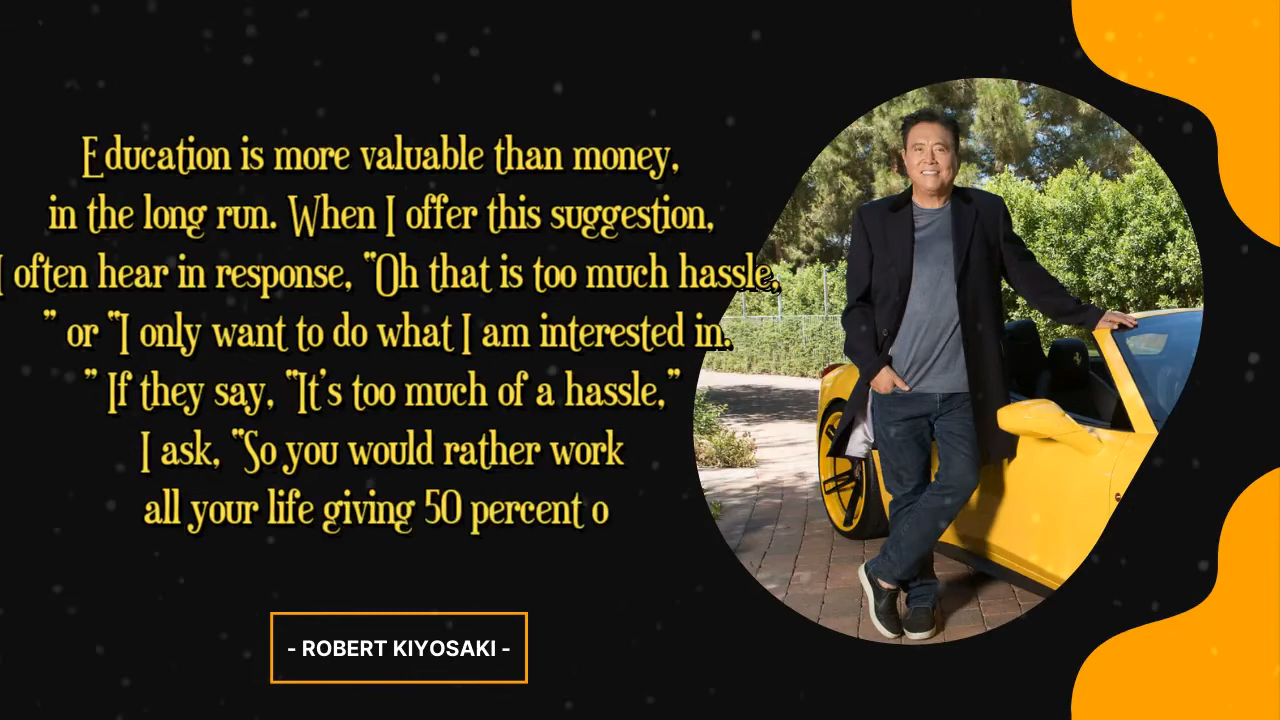 Education is more valuable than money,
in the long run. When I offer this suggestion,
I often hear in response, “Oh that is too much hassle,
” or “I only want to do what I am interested in.
” If they say, “It’s too much of a hassle,”
I ask, “So you would rather work
all your life giving 50 percent o
- ROBERT KIYOSAKI -